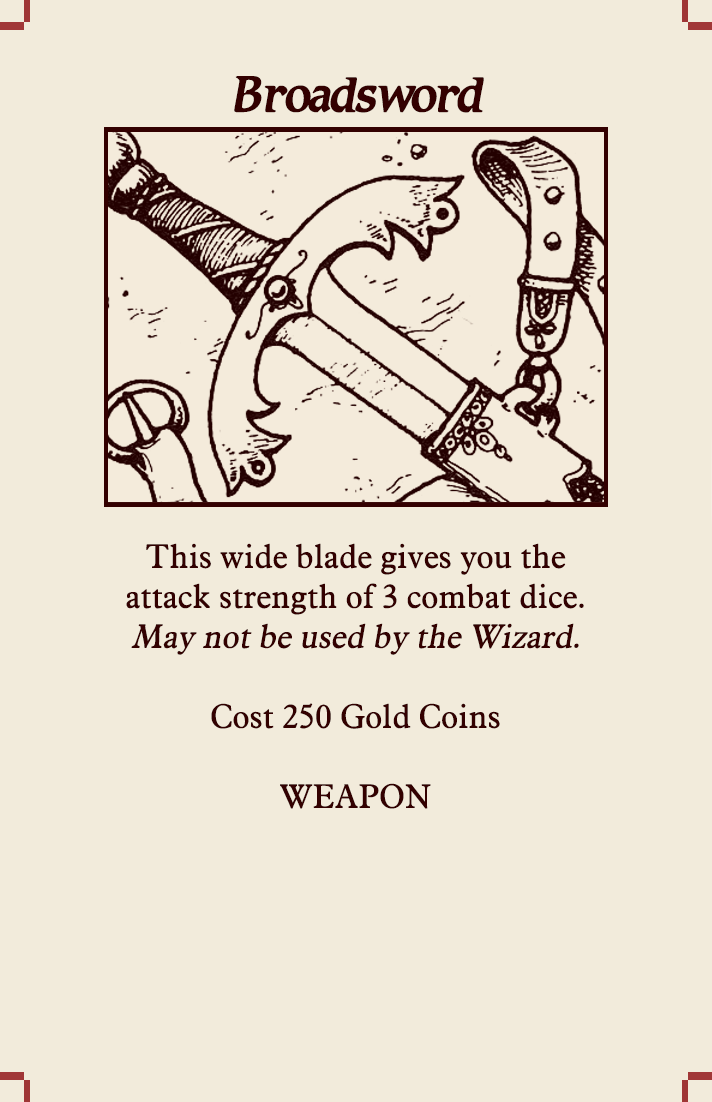 Broadsword
This wide blade gives you the
attack strength of 3 combat dice.
May not be used by the Wizard.
Cost 250 Gold Coins
WEAPON